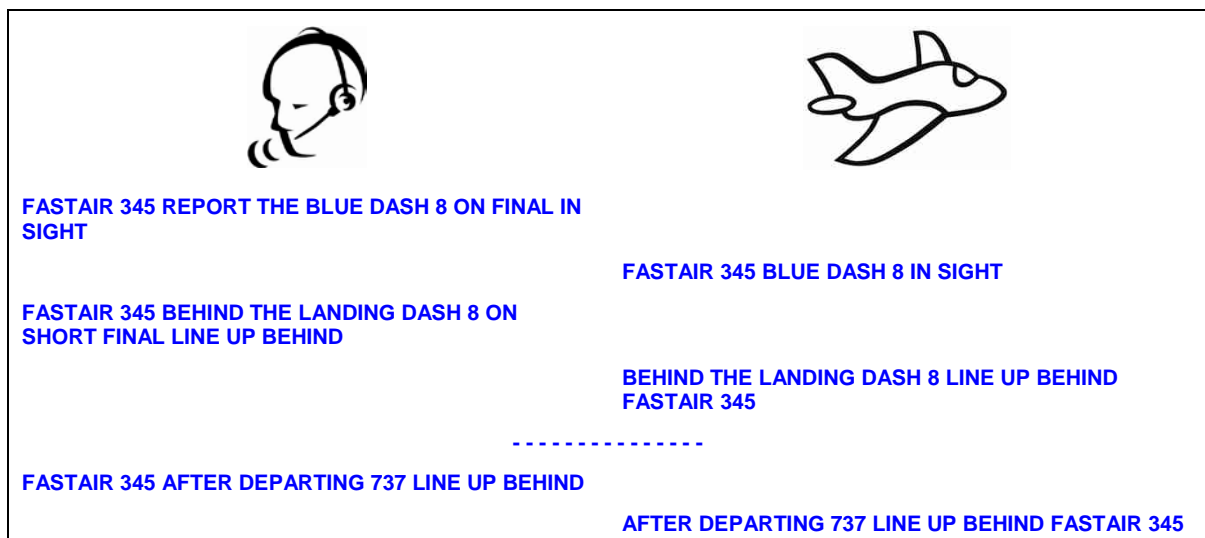 FASTAIR 345 REPORT THE BLUE DASH 8 ON FINAL IN
SIGHT
FASTAIR 345 BLUE DASH 8 IN SIGHT
FASTAIR 345 BEHIND THE LANDING DASH 8 ON
SHORT FINAL LINE UP BEHIND
BEHIND THE LANDING DASH 8 LINE UP BEHIND
FASTAIR 345
- - - - - - - - - - - - - - -
FASTAIR 345 AFTER DEPARTING 737 LINE UP BEHIND
AFTER DEPARTING 737 LINE UP BEHIND FASTAIR 345